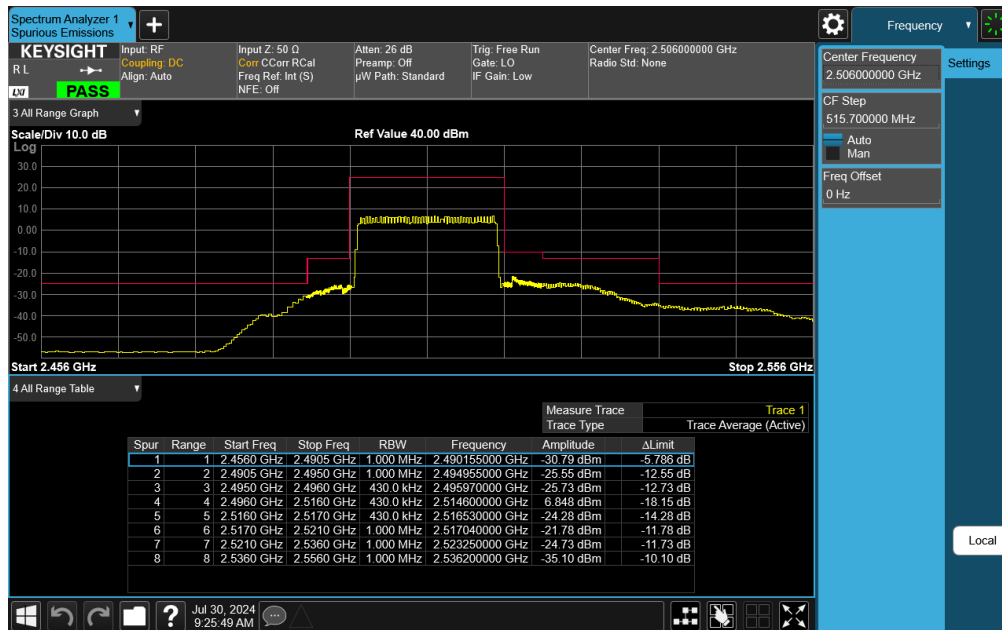 Spectrum Analyzer 1
Spurious Emissions
Frequency
KEYSIGHT
R L
LXI
PASS
Input: RF
Coupling: DC
Align: Auto
Input Z: 50 Ω
Corr CCorr RCal
Freq Ref: Int (S)
NFE: Off
Atten: 26 dB
Preamp: Off
µW Path: Standard
Trig: Free Run
Gate: LO
IF Gain: Low
Center Freq: 2.506000000 GHz
Radio Std: None
Center Frequency
2.506000000 GHz
Settings
CF Step
515.700000 MHz
Auto
Man
Freq Offset
0 Hz
3 All Range Graph
Scale/Div 10.0 dB
Ref Value 40.00 dBm
Log
30.0
20.0
10.0
0.00
-10.0
-20.0
-30.0
-40.0
-50.0
Start 2.456 GHz
Stop 2.556 GHz
4 All Range Table
Measure Trace Trace 1
Trace Type Trace Average (Active)
Spur Range Start Freq Stop Freq RBW Frequency Amplitude ΔLimit
1 1 2.4560 GHz 2.4905 GHz 1.000 MHz 2.490155000 GHz -30.79 dBm -5.786 dB
2 2 2.4905 GHz 2.4950 GHz 1.000 MHz 2.494955000 GHz -25.55 dBm -12.55 dB
3 3 2.4950 GHz 2.4960 GHz 430.0 kHz 2.495970000 GHz -25.73 dBm -12.73 dB
4 4 2.4960 GHz 2.5160 GHz 430.0 kHz 2.514600000 GHz 6.848 dBm -18.15 dB
5 5 2.5160 GHz 2.5170 GHz 430.0 kHz 2.516530000 GHz -24.28 dBm -14.28 dB
6 6 2.5170 GHz 2.5210 GHz 1.000 MHz 2.517040000 GHz -21.78 dBm -11.78 dB
7 7 2.5210 GHz 2.5360 GHz 1.000 MHz 2.523250000 GHz -24.73 dBm -11.73 dB
8 8 2.5360 GHz 2.5560 GHz 1.000 MHz 2.536200000 GHz -35.10 dBm -10.10 dB
Local
Jul 30, 2024
9:25:49 AM